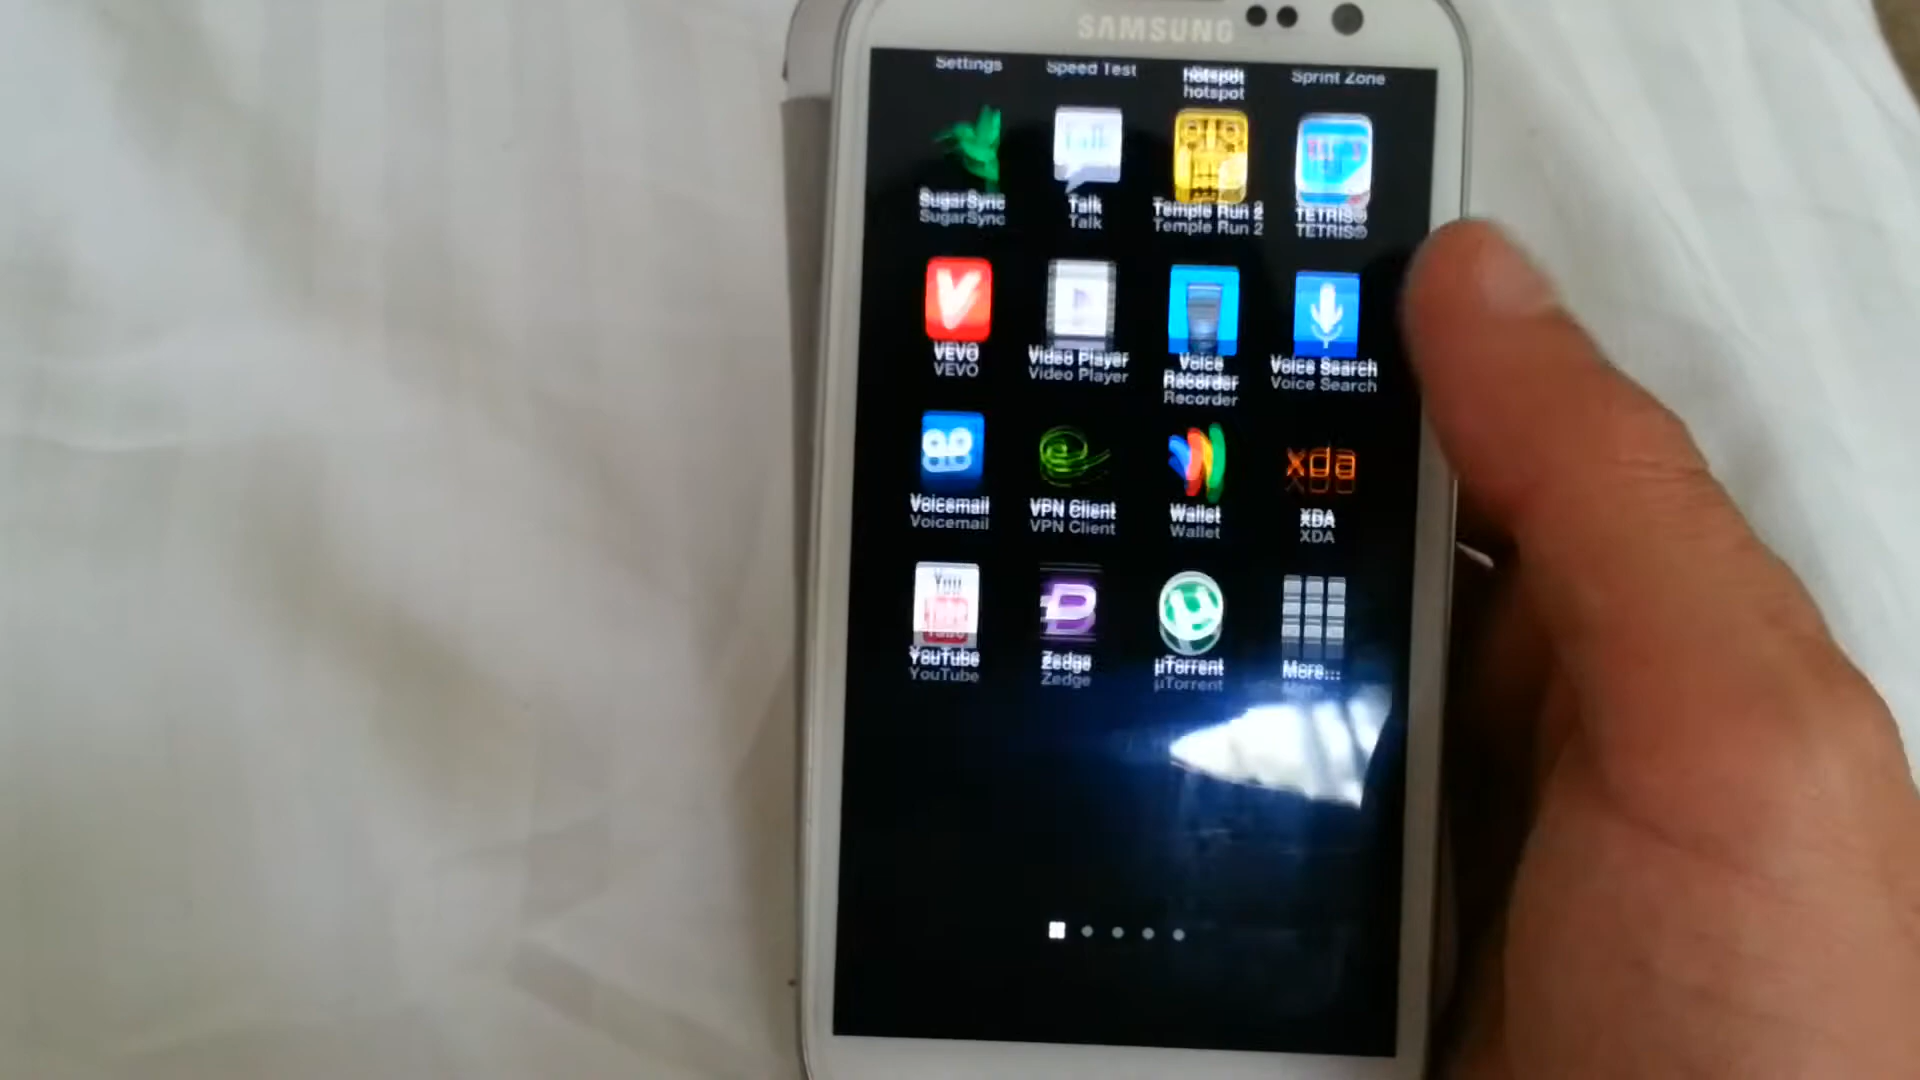 SAMSUNG
Settings
Speed Test
hotspot
Sprint Zone
SugarSync
Talk
Temple Run 2
TETRIS®
VEVO
Video Player
Voice
Recorder
Voice Search
Voicemail
VPN Client
Wallet
xda
XDA
You
YouTube
Zedge
µTorrent
More...